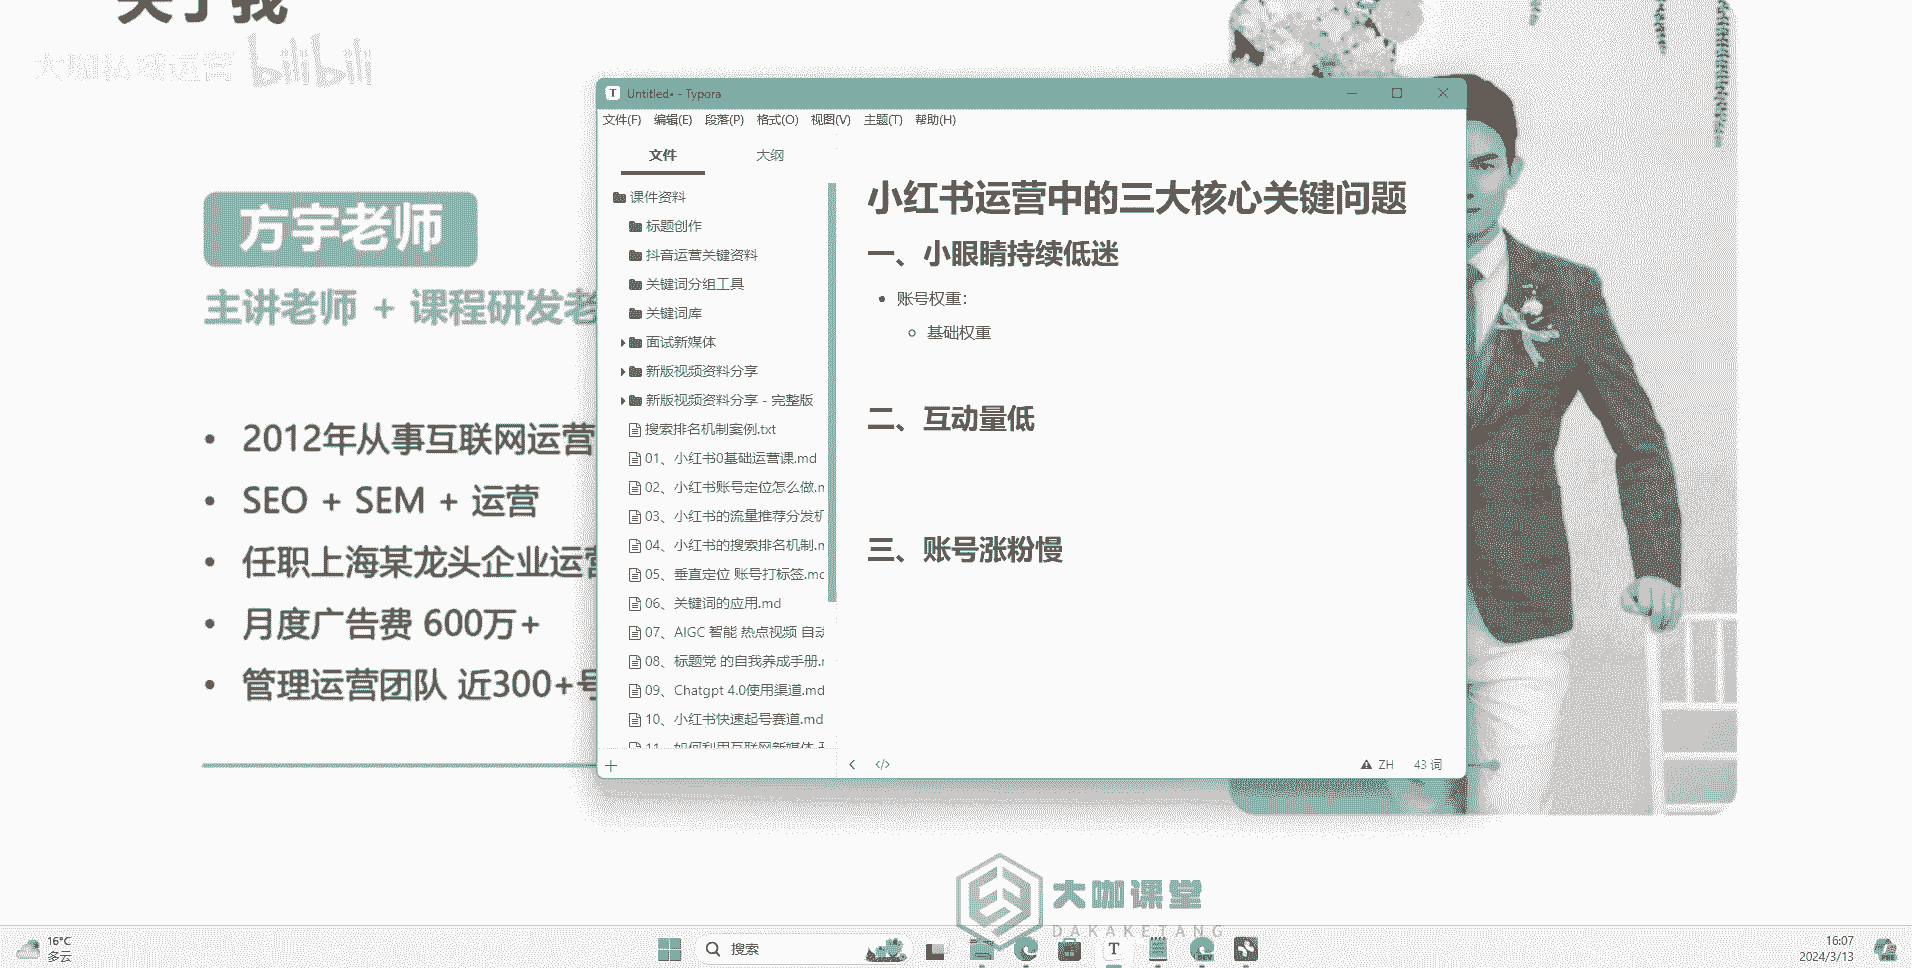 关于我
大咖私域运营 bilibili
方宇老师
主讲老师 + 课程研发老
2012年从事互联网运营
SEO + SEM + 运营
任职上海某龙头企业运营
月度广告费 600万+
管理运营团队 近300+号
Untitled• - Typora
文件(F) 编辑(E) 段落(P) 格式(O) 视图(V) 主题(T) 帮助(H)
文件 大纲
课件资料
标题创作
抖音运营关键资料
关键词分组工具
关键词库
面试新媒体
新版视频资料分享
新版视频资料分享 - 完整版
搜索排名机制案例.txt
01、小红书0基础运营课.md
02、小红书账号定位怎么做.m
03、小红书的流量推荐分发机
04、小红书的搜索排名机制.m
05、垂直定位 账号打标签.mc
06、关键词的应用.md
07、AIGC 智能 热点视频 自动
08、标题党 的自我养成手册.r
09、Chatgpt 4.0使用渠道.md
10、小红书快速起号赛道.md
11、如何利用互联网新媒体
小红书运营中的三大核心关键问题
一、小眼睛持续低迷
账号权重：
基础权重
二、互动量低
三、账号涨粉慢
ZH 43 词
大咖课堂
DAKAKETANG
16°C
多云
搜索
T
DEV
16:07
2024/3/13
PRE